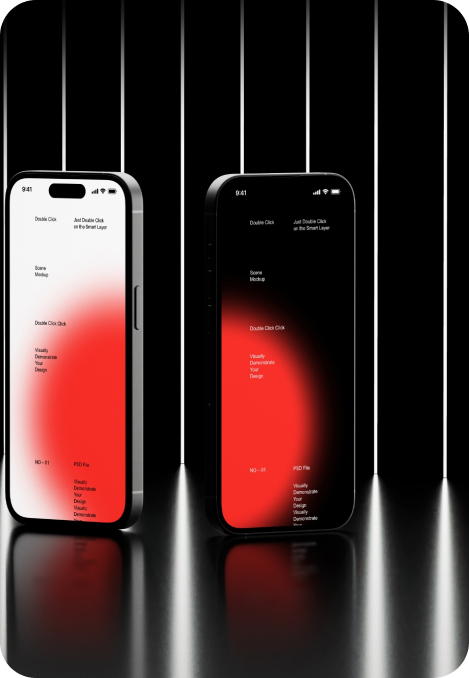 9:41
Double Click
Just Double Click
on the Smart Layer
Scene
Mockup
Double Click Click
Visually
Demonstrate
Your
Design
NO – 01
PSD File
Visually
Demonstrate
Your
Design
Visually
Demonstrate
9:41
Double Click
Just Double Click
on the Smart Layer
Scene
Mockup
Double Click Click
Visually
Demonstrate
Your
Design
NO – 01
PSD File
Visually
Demonstrate
Your
Design
Visually
Demonstrate